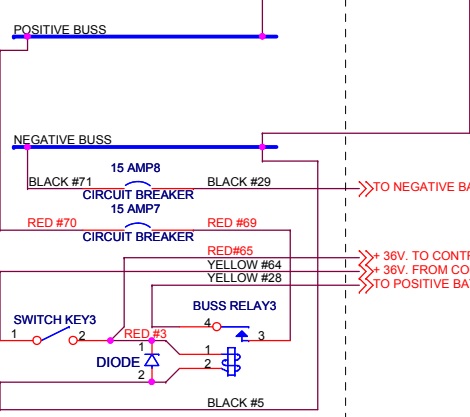 POSITIVE BUSS
NEGATIVE BUSS
15 AMP8
BLACK #71
BLACK #29
CIRCUIT BREAKER
TO NEGATIVE BA
15 AMP7
RED #70
RED #69
CIRCUIT BREAKER
RED#65
+ 36V. TO CONTR
YELLOW #64
+ 36V. FROM CO
YELLOW #28
TO POSITIVE BA
BUSS RELAY3
SWITCH KEY3
4
1
2
RED #3
3
1
1
DIODE
2
2
BLACK #5